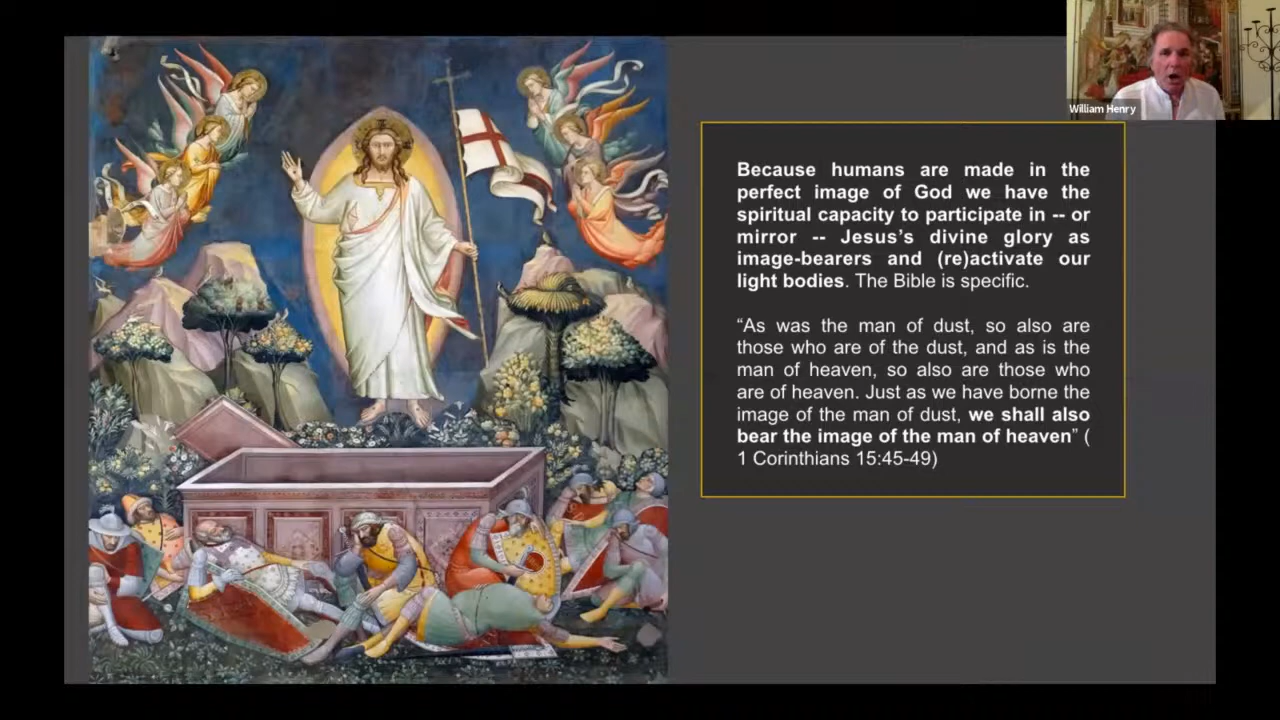 William Henry
Because humans are made in the
perfect image of God we have the
spiritual capacity to participate in -- or
mirror -- Jesus’s divine glory as
image-bearers and (re)activate our
light bodies. The Bible is specific.
“As was the man of dust, so also are
those who are of the dust, and as is the
man of heaven, so also are those who
are of heaven. Just as we have borne the
image of the man of dust, we shall also
bear the image of the man of heaven” (
1 Corinthians 15:45-49)